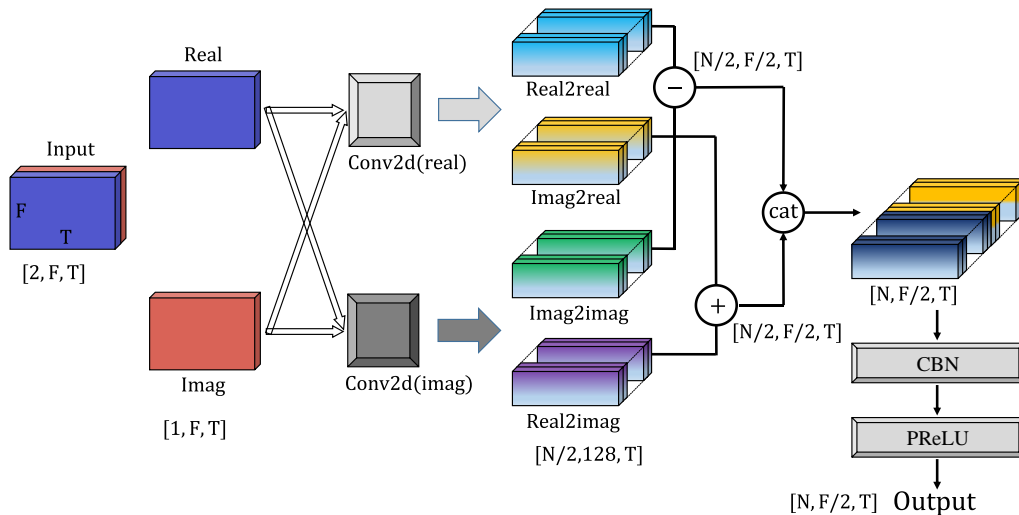 Real
Input
F
T
[2, F, T]
Imag
[1, F, T]
Conv2d(real)
Conv2d(imag)
Real2real
Imag2real
Imag2imag
Real2imag
[N/2,128, T]
[N/2, F/2, T]
−
+
[N/2, F/2, T]
cat
[N, F/2, T]
CBN
PReLU
[N, F/2, T] Output